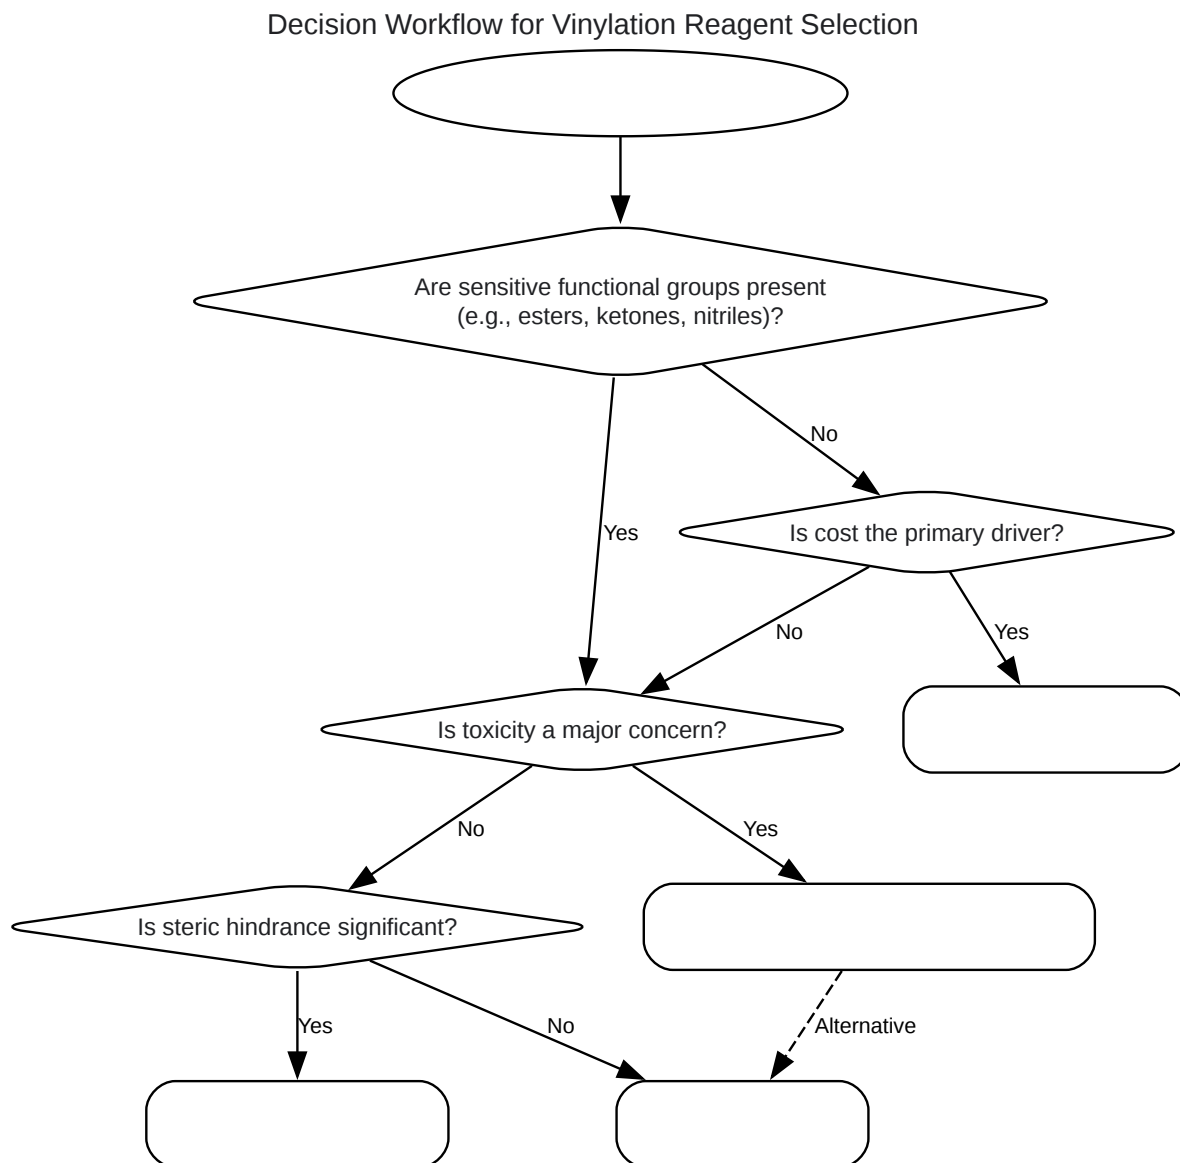 Decision Workflow for Vinylation Reagent Selection
Are sensitive functional groups present
(e.g., esters, ketones, nitriles)?
No
Yes
Is cost the primary driver?
No
Yes
Is toxicity a major concern?
No
Yes
Is steric hindrance significant?
Yes
No
Alternative